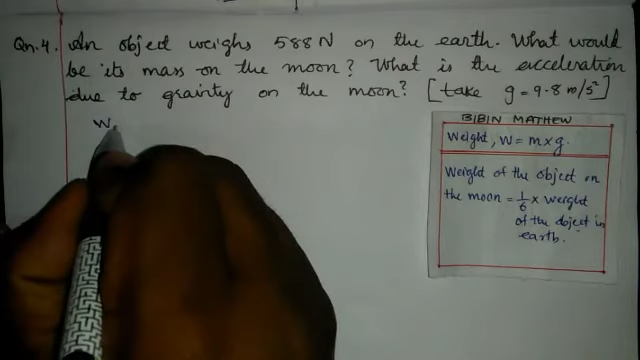 Qn.4. An object weighs 588 N on the earth. What would
be its mass on the moon? What is the acceleration
due to gravity on the moon? [take g = 9.8 m/s²]
W
BIBIN MATHEW
Weight, W = m × g.
Weight of the object on
the moon = 1/6 × weight
of the object in
earth.